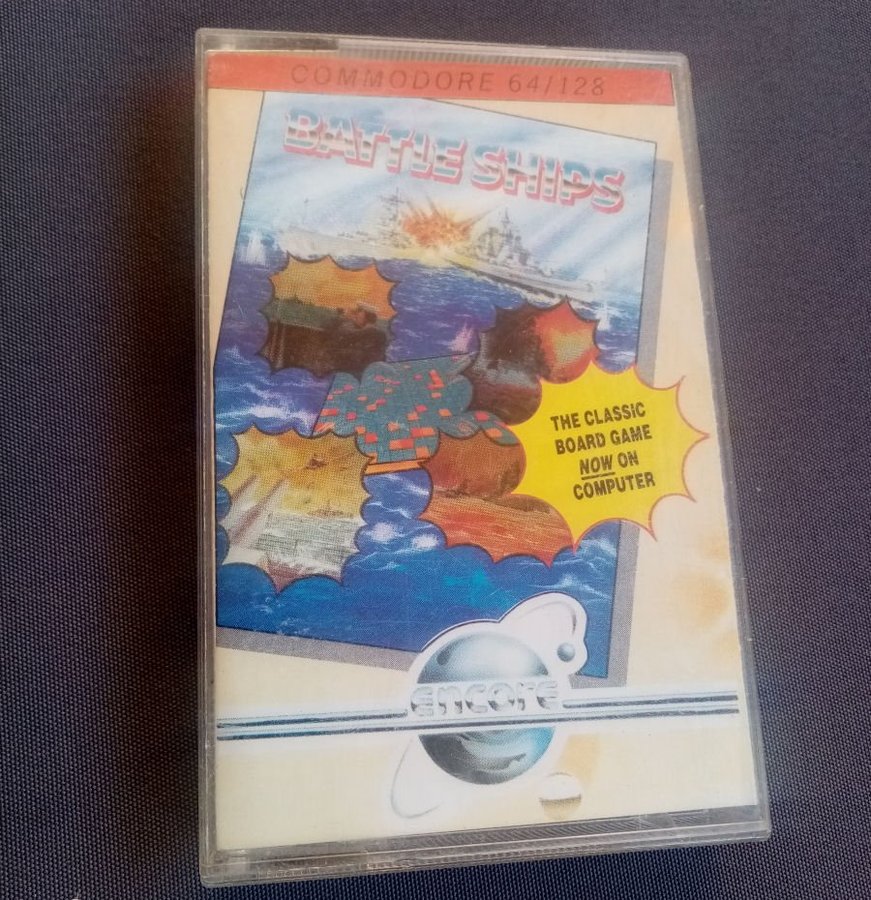 COMMODORE 64/128
BATTLE SHIPS
THE CLASSIC
BOARD GAME
NOW ON
COMPUTER
encore